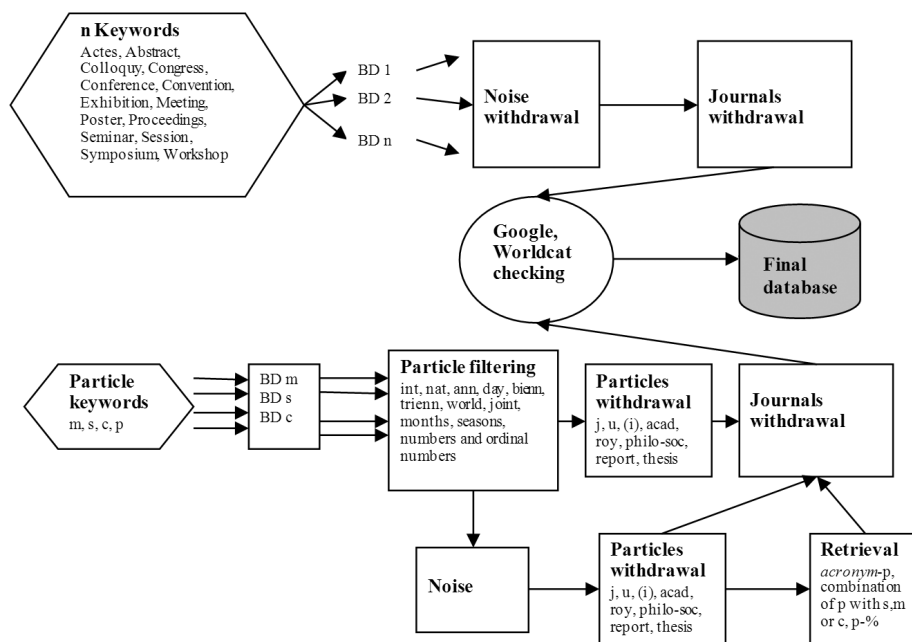 n Keywords
Actes, Abstract,
Colloquy, Congress,
Conference, Convention,
Exhibition, Meeting,
Poster, Proceedings,
Seminar, Session,
Symposium, Workshop
BD 1
BD 2
BD n
Noise
withdrawal
Journals
withdrawal
Google,
Worldcat
checking
Final
database
Particle
keywords
m, s, c, p
BD m
BD s
BD c
Particle filtering
int, nat, ann, day, bienn,
trienn, world, joint,
months, seasons,
numbers and ordinal
numbers
Particles
withdrawal
j, u, (i), acad,
roy, philo-soc,
report, thesis
Journals
withdrawal
Noise
Particles
withdrawal
j, u, (i), acad,
roy, philo-soc,
report, thesis
Retrieval
acronym-p,
combination
of p with s,m
or c, p-%